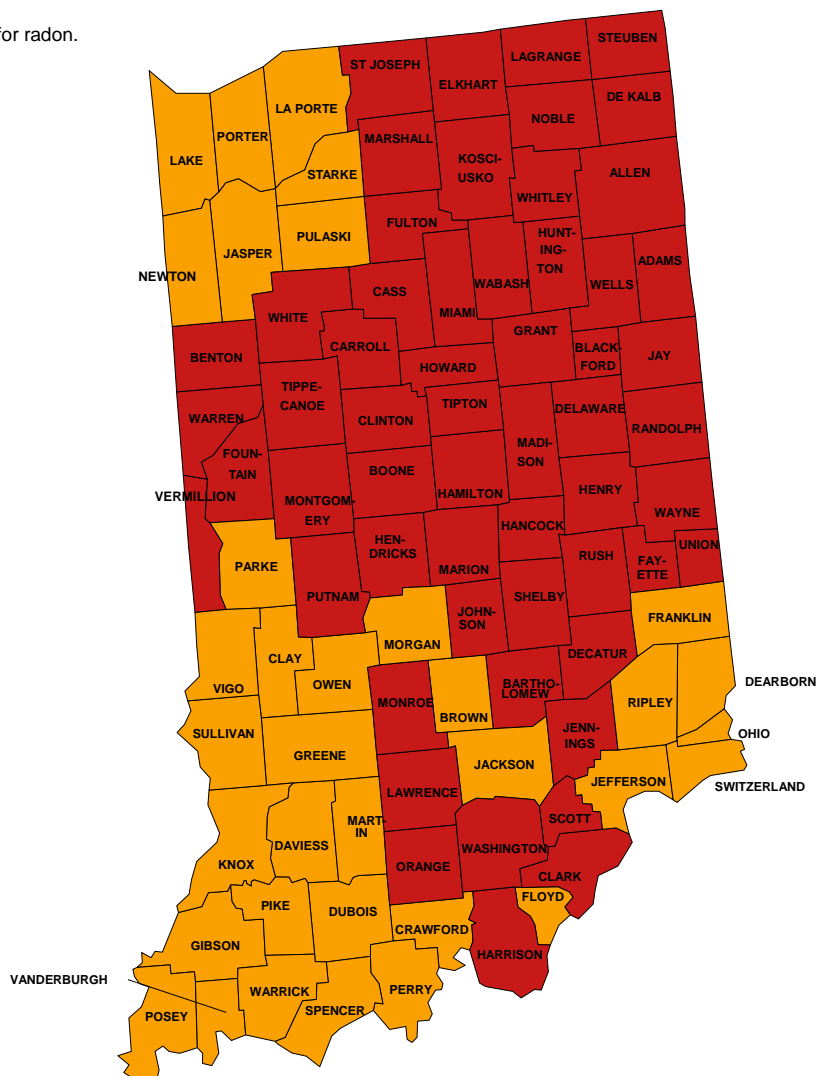 for radon.
STEUBEN
LAGRANGE
ST JOSEPH
ELKHART
DE KALB
LA PORTE
NOBLE
PORTER
MARSHALL
LAKE
KOSCI-
USKO
STARKE
ALLEN
WHITLEY
FULTON
PULASKI
HUNT-
ING-
TON
JASPER
ADAMS
NEWTON
WABASH
WELLS
CASS
MIAMI
WHITE
GRANT
CARROLL
BLACK-
FORD
JAY
BENTON
HOWARD
TIPPE-
CANOE
TIPTON
DELAWARE
WARREN
CLINTON
RANDOLPH
MADI-
SON
FOUN-
TAIN
BOONE
HENRY
VERMILLION
HAMILTON
MONTGOM-
ERY
WAYNE
HANCOCK
HEN-
DRICKS
UNION
RUSH
FAY-
ETTE
PARKE
MARION
PUTNAM
SHELBY
JOHN-
SON
FRANKLIN
MORGAN
DECATUR
CLAY
OWEN
VIGO
BARTHO-
LOMEW
DEARBORN
MONROE
RIPLEY
BROWN
SULLIVAN
JENN-
INGS
OHIO
GREENE
JACKSON
JEFFERSON
SWITZERLAND
LAWRENCE
MART-
IN
SCOTT
DAVIESS
WASHINGTON
KNOX
ORANGE
CLARK
FLOYD
PIKE
DUBOIS
CRAWFORD
GIBSON
HARRISON
VANDERBURGH
WARRICK
PERRY
SPENCER
POSEY